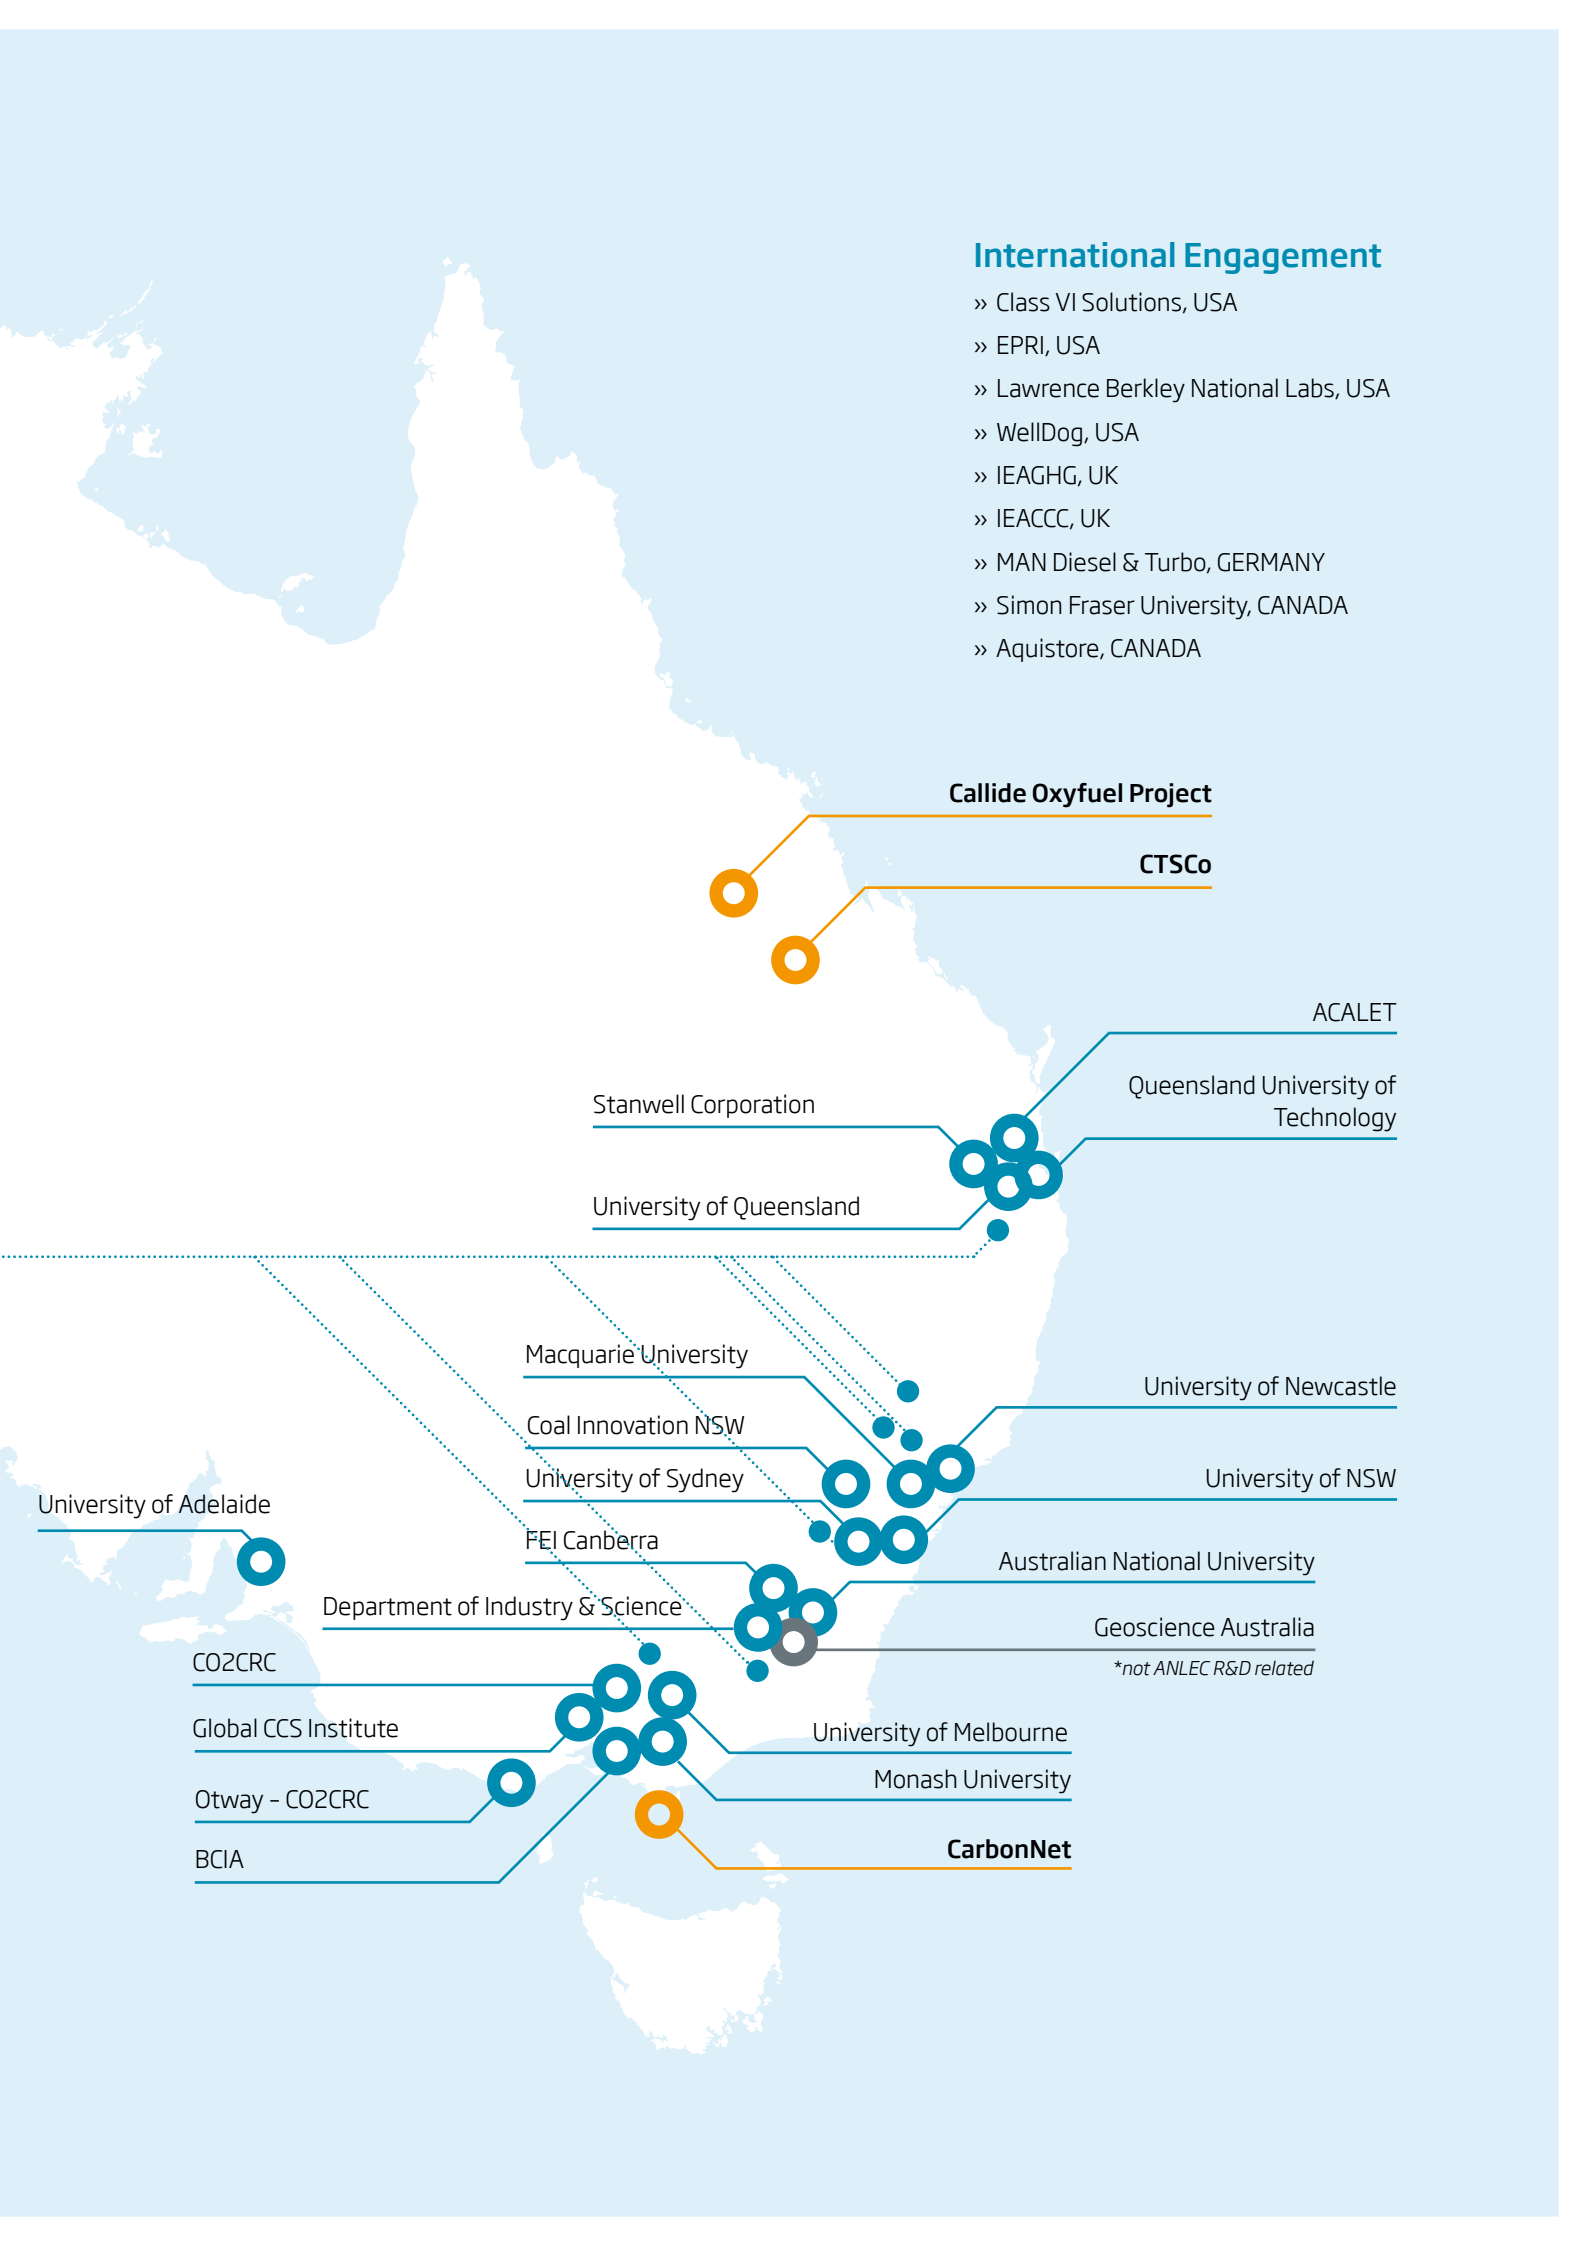 International Engagement
›› Class VI Solutions, USA
›› EPRI, USA
›› Lawrence Berkley National Labs, USA
›› WellDog, USA
›› IEAGHG, UK
›› IEACCC, UK
›› MAN Diesel & Turbo, GERMANY
›› Simon Fraser University, CANADA
›› Aquistore, CANADA
Callide Oxyfuel Project
CTSCo
ACALET
Queensland University of
Technology
Stanwell Corporation
University of Queensland
Macquarie University
University of Newcastle
Coal Innovation NSW
University of Sydney
University of NSW
University of Adelaide
FEI Canberra
Australian National University
Department of Industry & Science
Geoscience Australia
*not ANLEC R&D related
CO2CRC
Global CCS Institute
University of Melbourne
Monash University
Otway – CO2CRC
CarbonNet
BCIA